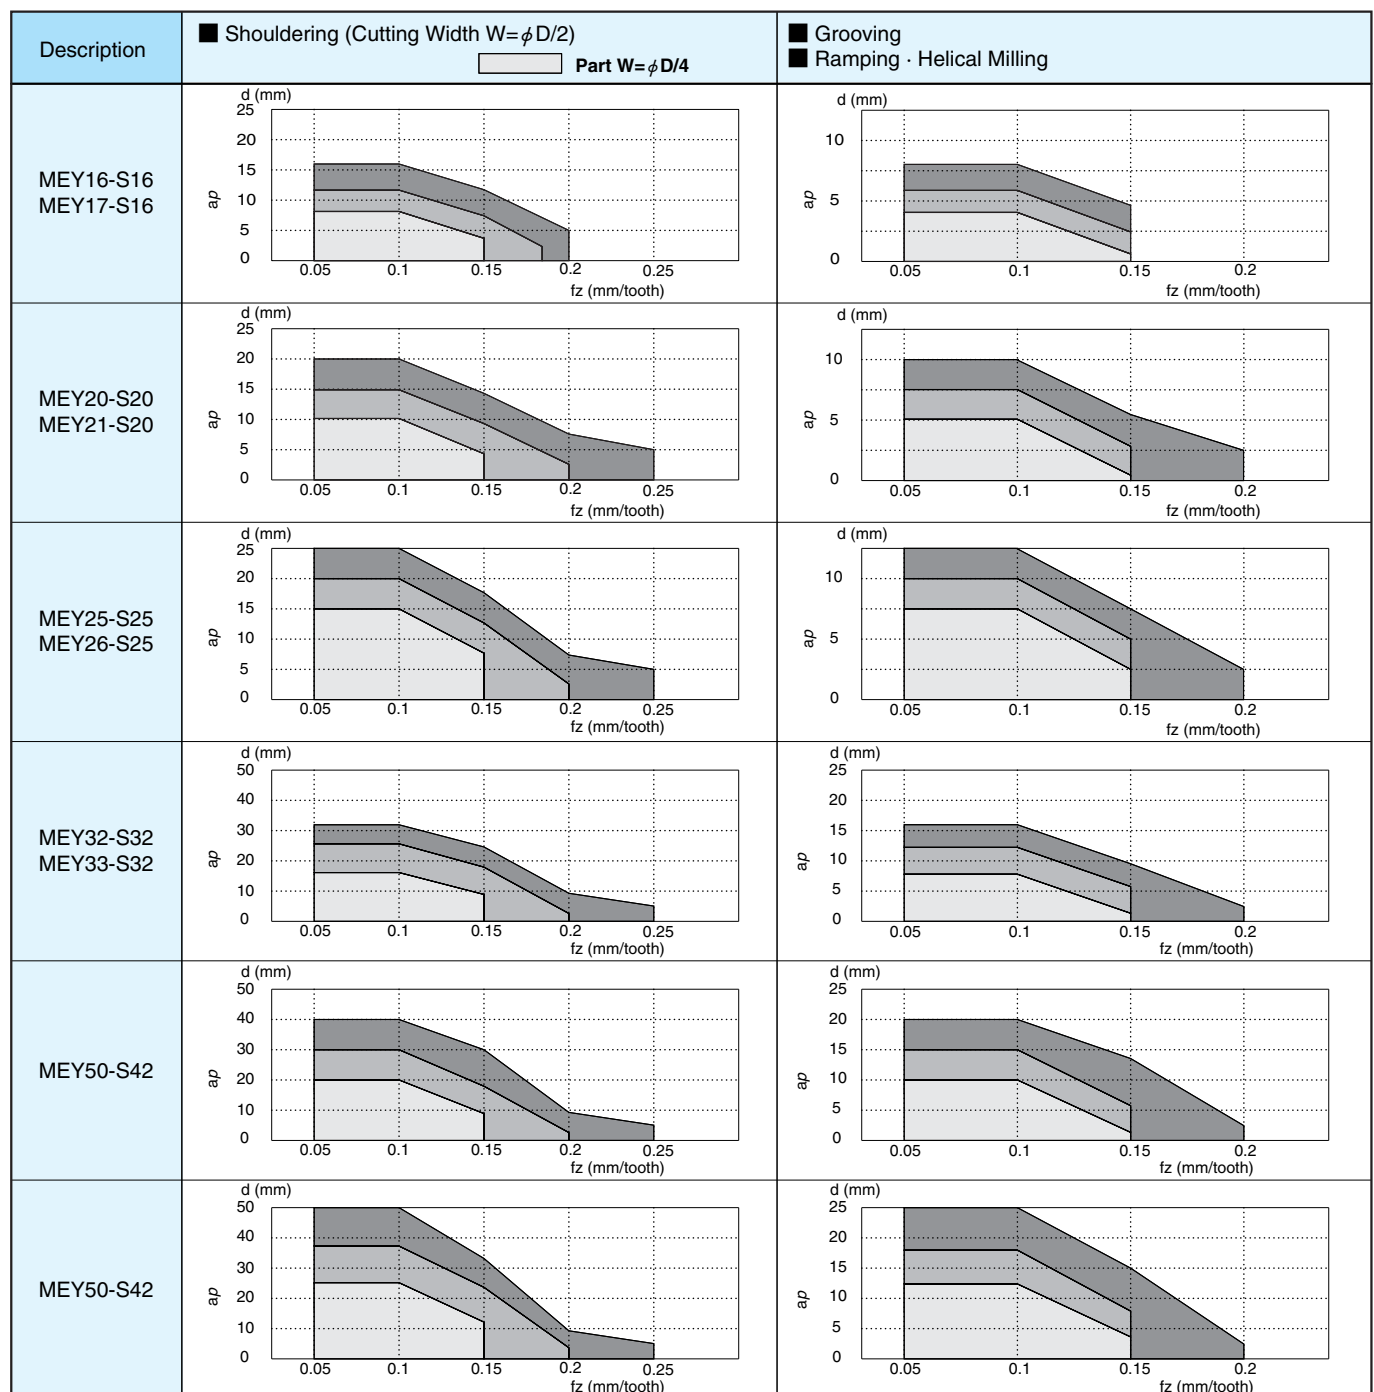 Description
■ Shouldering (Cutting Width W=φD/2)
Part W=φD/4
■ Grooving
■ Ramping · Helical Milling
MEY16-S16
MEY17-S16
d (mm)
25
20
15
10
5
0
ap
0.05 0.1 0.15 0.2 0.25
fz (mm/tooth)
d (mm)
10
5
0
ap
0.05 0.1 0.15 0.2
fz (mm/tooth)
MEY20-S20
MEY21-S20
d (mm)
25
20
15
10
5
0
ap
0.05 0.1 0.15 0.2 0.25
fz (mm/tooth)
d (mm)
10
5
0
ap
0.05 0.1 0.15 0.2
fz (mm/tooth)
MEY25-S25
MEY26-S25
d (mm)
25
20
15
10
5
0
ap
0.05 0.1 0.15 0.2 0.25
fz (mm/tooth)
d (mm)
10
5
0
ap
0.05 0.1 0.15 0.2
fz (mm/tooth)
MEY32-S32
MEY33-S32
d (mm)
50
40
30
20
10
0
ap
0.05 0.1 0.15 0.2 0.25
fz (mm/tooth)
d (mm)
25
20
15
10
5
0
ap
0.05 0.1 0.15 0.2
fz (mm/tooth)
MEY50-S42
d (mm)
50
40
30
20
10
0
ap
0.05 0.1 0.15 0.2 0.25
fz (mm/tooth)
d (mm)
25
20
15
10
5
0
ap
0.05 0.1 0.15 0.2
fz (mm/tooth)
MEY50-S42
d (mm)
50
40
30
20
10
0
ap
0.05 0.1 0.15 0.2 0.25
fz (mm/tooth)
d (mm)
25
20
15
10
5
0
ap
0.05 0.1 0.15 0.2
fz (mm/tooth)